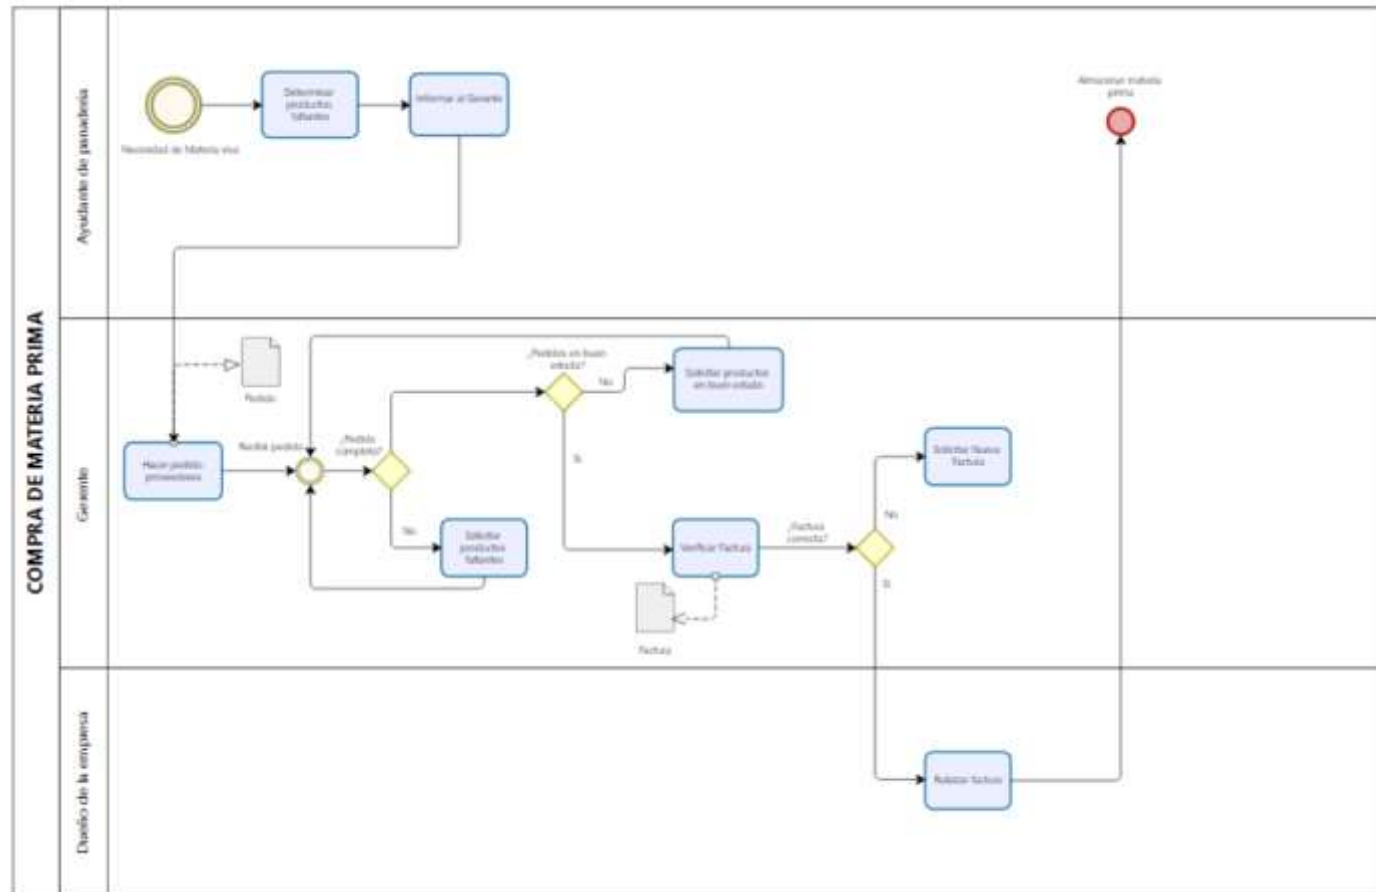 COMPRA DE MATERIA PRIMA
Ayudante de panadería
Determinar
productos
faltantes
Informar al Gerente
Necesidad de Materia
Almacenar materia
prima
Gerente
Pedido
Hacer pedido
proveedores
Recibir pedido
¿Pedido
completo?
No
Solicitar
productos
faltantes
¿Pedidos en buen
estado?
No
Solicitar productos
en buen estado
Si
Verificar Factura
Factura
¿Factura
correcta?
No
Solicitar Nueva
Factura
Si
Dueño de la empresa
factura